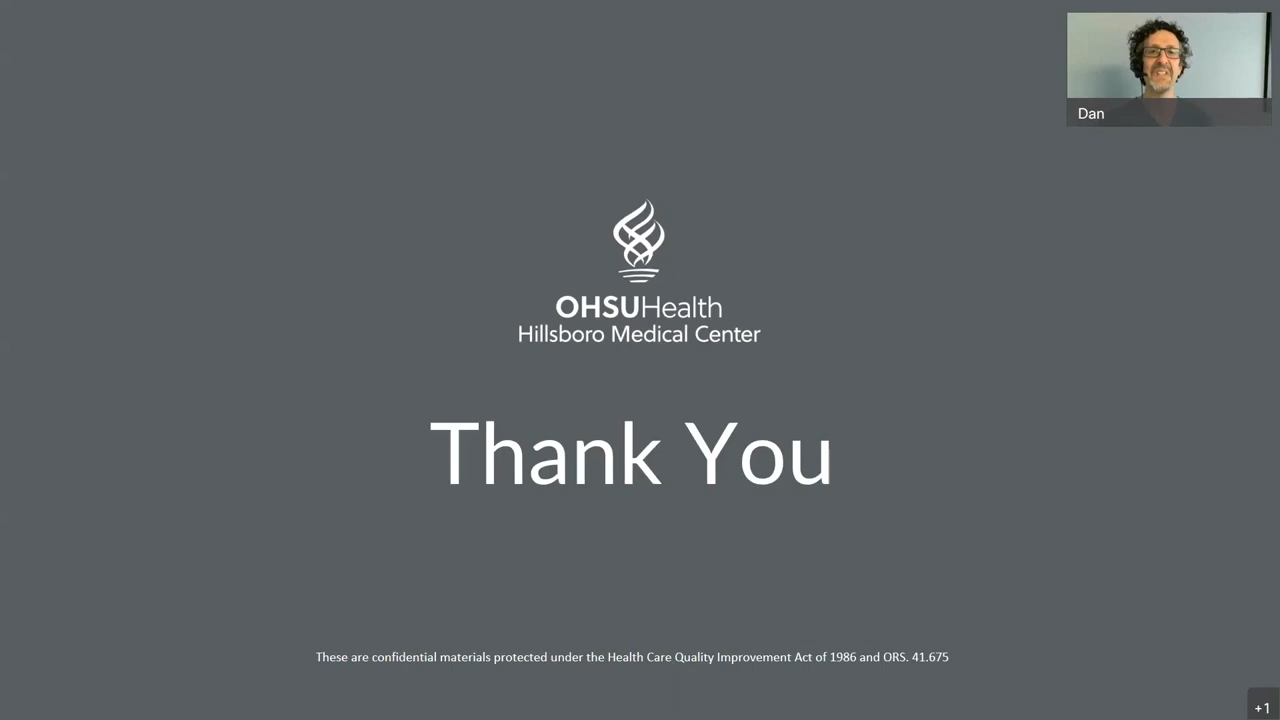 Dan
OHSUHealth
Hillsboro Medical Center
Thank You
These are confidential materials protected under the Health Care Quality Improvement Act of 1986 and ORS. 41.675
+1